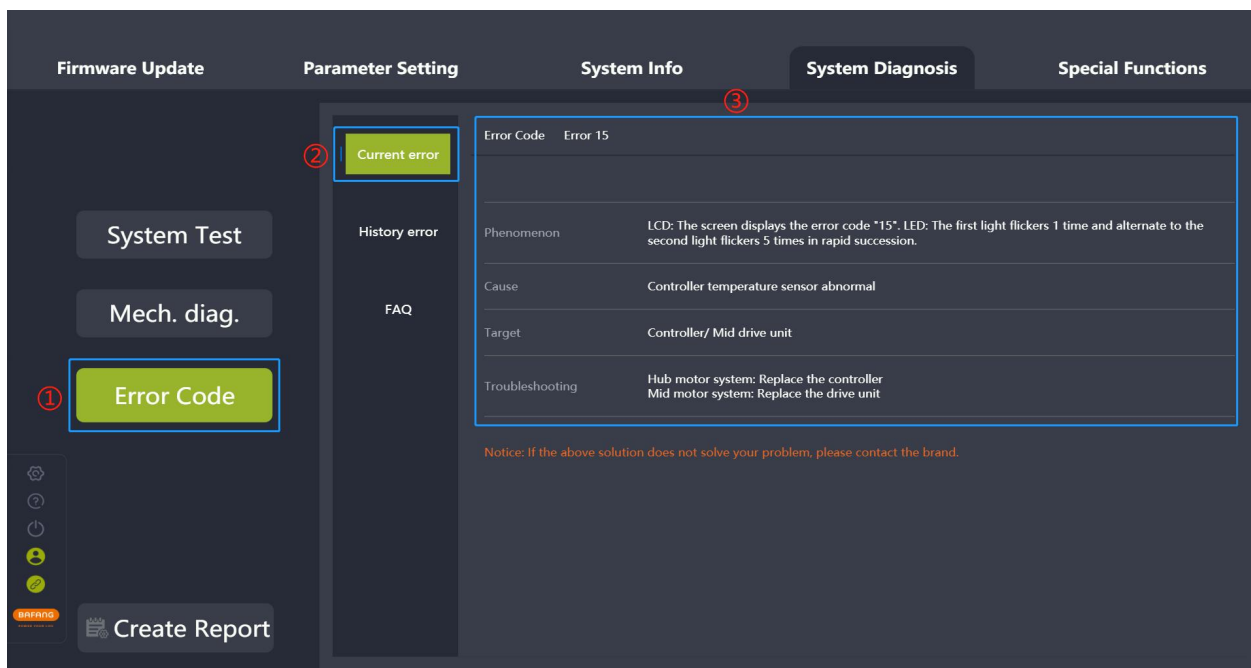 Firmware Update
Parameter Setting
System Info
System Diagnosis
Special Functions
③
②
Current error
Error Code Error 15
System Test
History error
Phenomenon
LCD: The screen displays the error code "15". LED: The first light flickers 1 time and alternate to the
second light flickers 5 times in rapid succession.
Mech. diag.
FAQ
Cause
Controller temperature sensor abnormal
Target
Controller/ Mid drive unit
①
Error Code
Troubleshooting
Hub motor system: Replace the controller
Mid motor system: Replace the drive unit
Notice: If the above solution does not solve your problem, please contact the brand.
BAFANG
Create Report